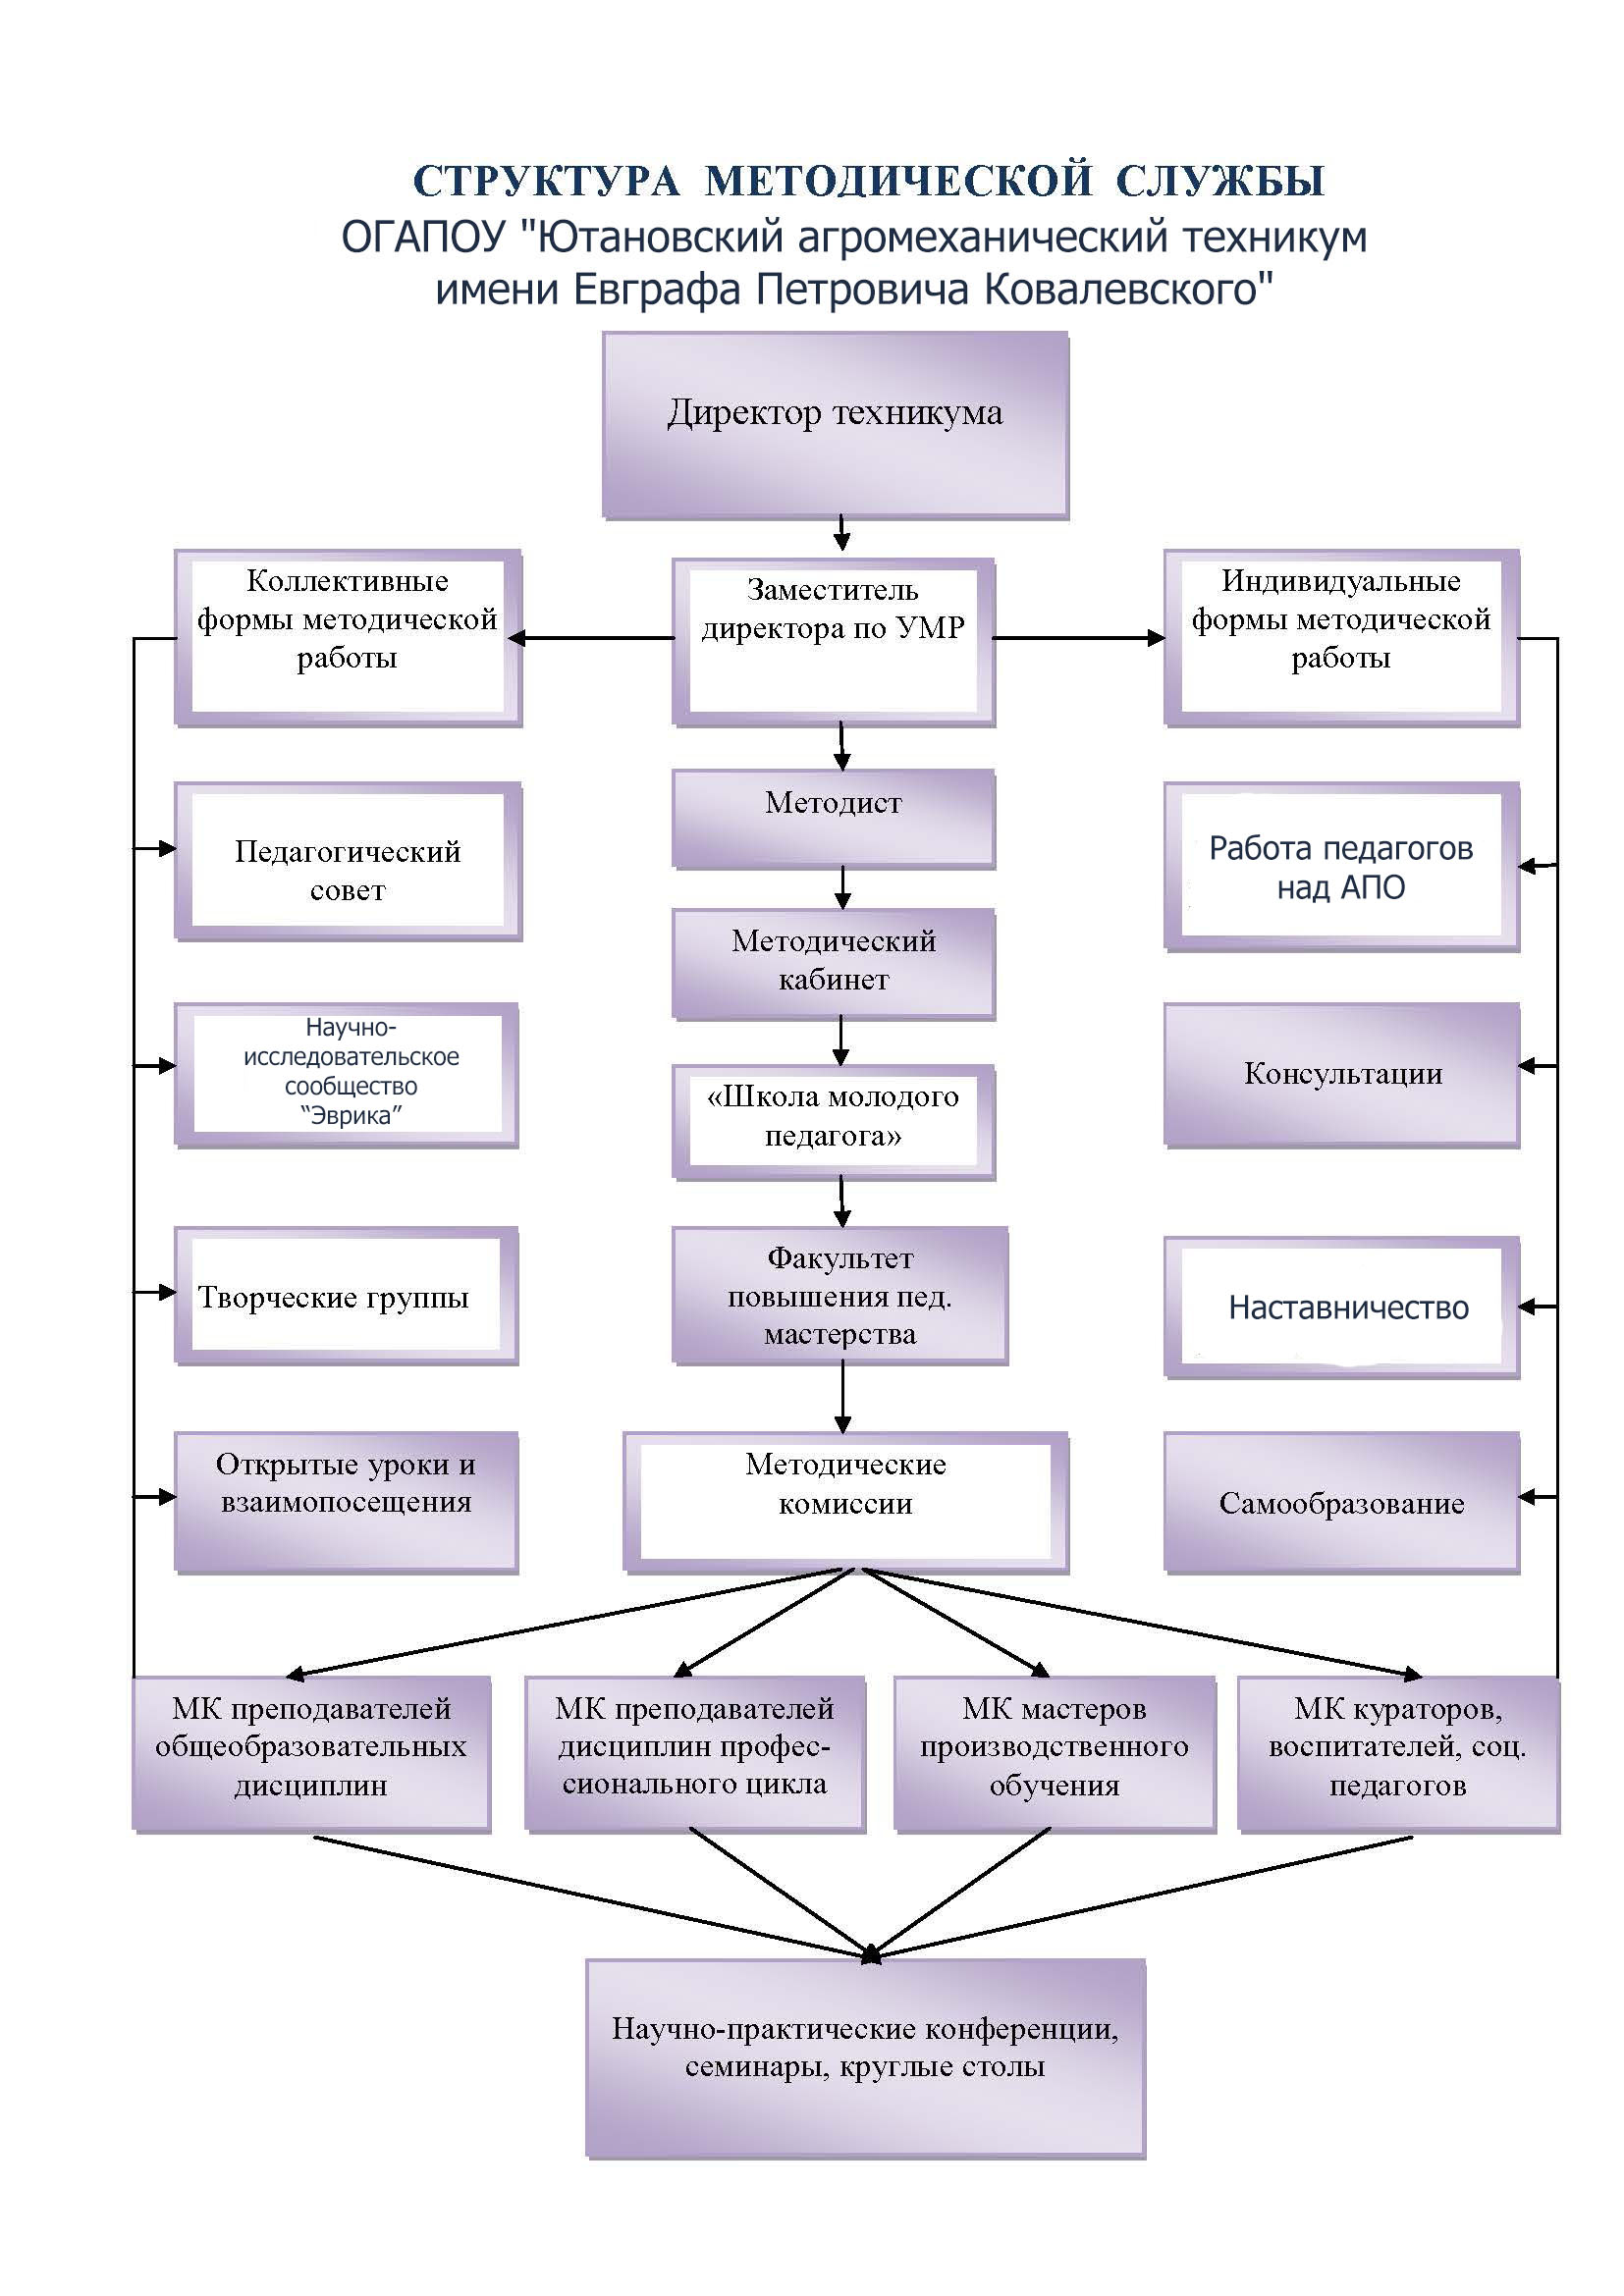 СТРУКТУРА МЕТОДИЧЕСКОЙ СЛУЖБЫ
ОГАПОУ "Ютановский агромеханический техникум
имени Евграфа Петровича Ковалевского"
Директор техникума
Коллективные
формы методической
работы
Заместитель
директора по УМР
Индивидуальные
формы методической
работы
Методист
Педагогический
совет
Работа педагогов
над АПО
Методический
кабинет
Научно-
исследовательское
сообщество
“Эврика”
«Школа молодого
педагога»
Консультации
Творческие группы
Факультет
повышения пед.
мастерства
Наставничество
Открытые уроки и
взаимопосещения
Методические
комиссии
Самообразование
МК преподавателей
общеобразовательных
дисциплин
МК преподавателей
дисциплин профес-
сионального цикла
МК мастеров
производственного
обучения
МК кураторов,
воспитателей, соц.
педагогов
Научно-практические конференции,
семинары, круглые столы